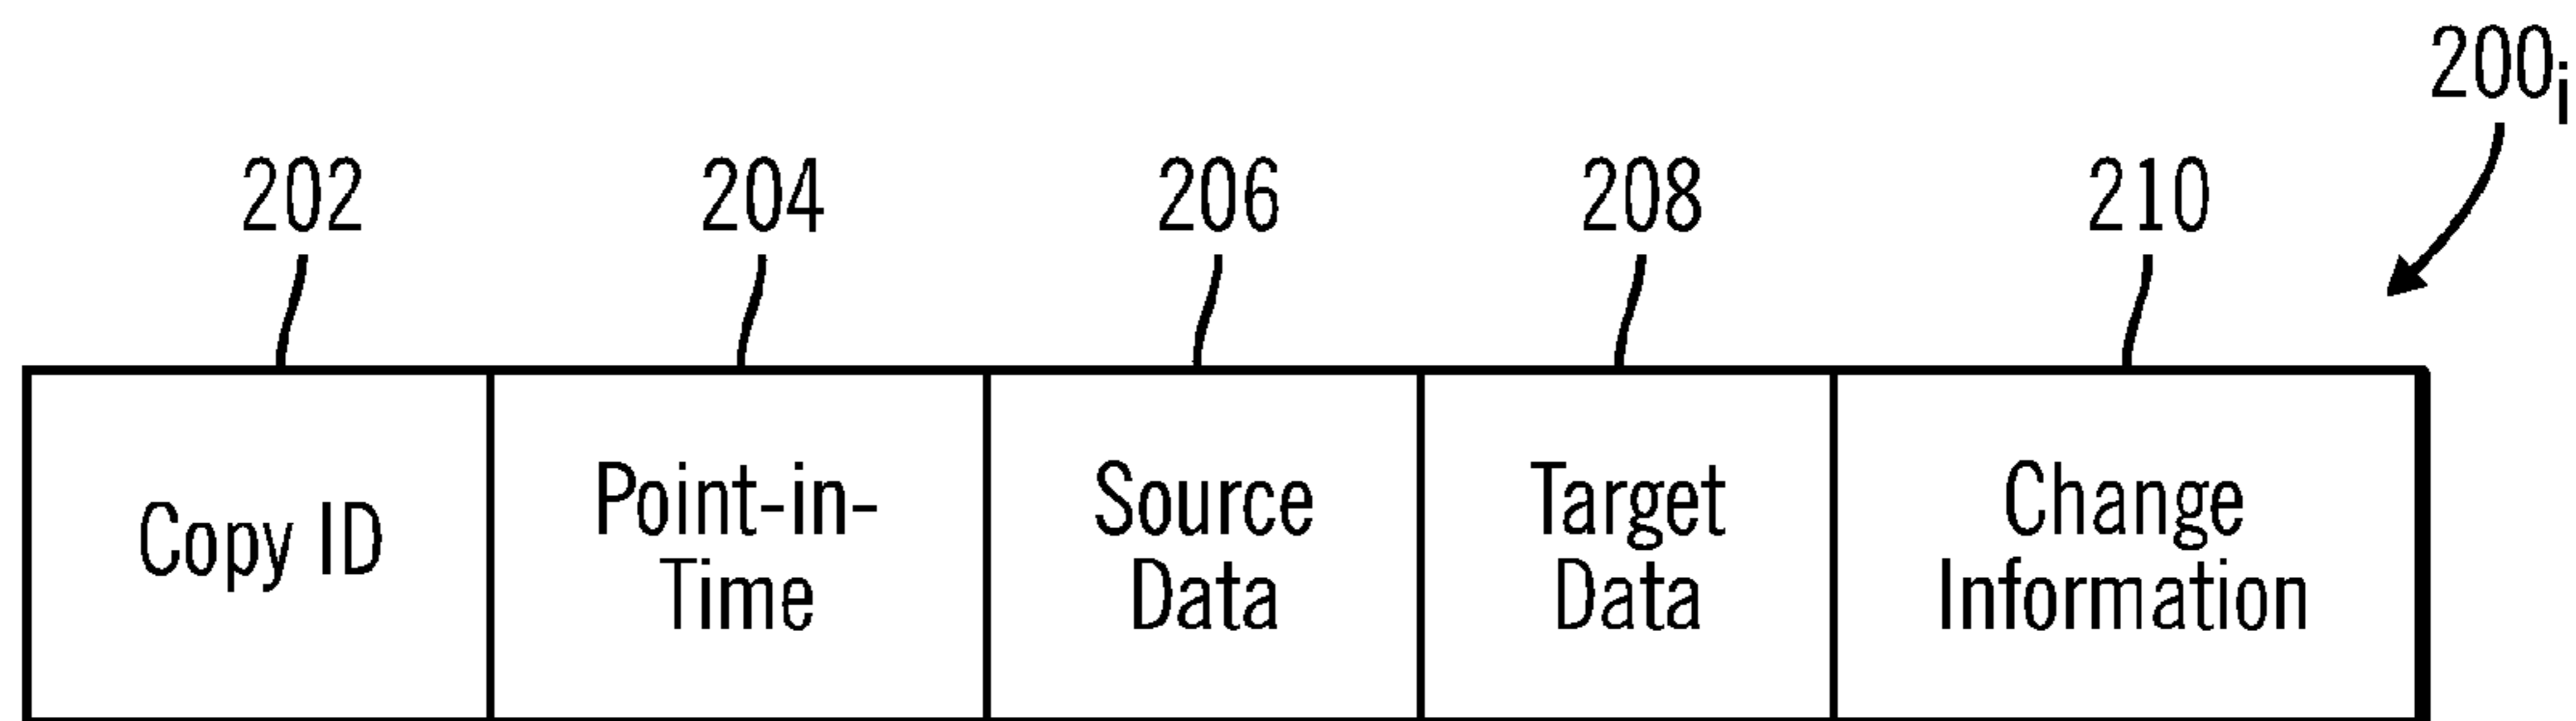 200i
202
204
206
208
210
Copy ID
Point-in-
Time
Source
Data
Target
Data
Change
Information